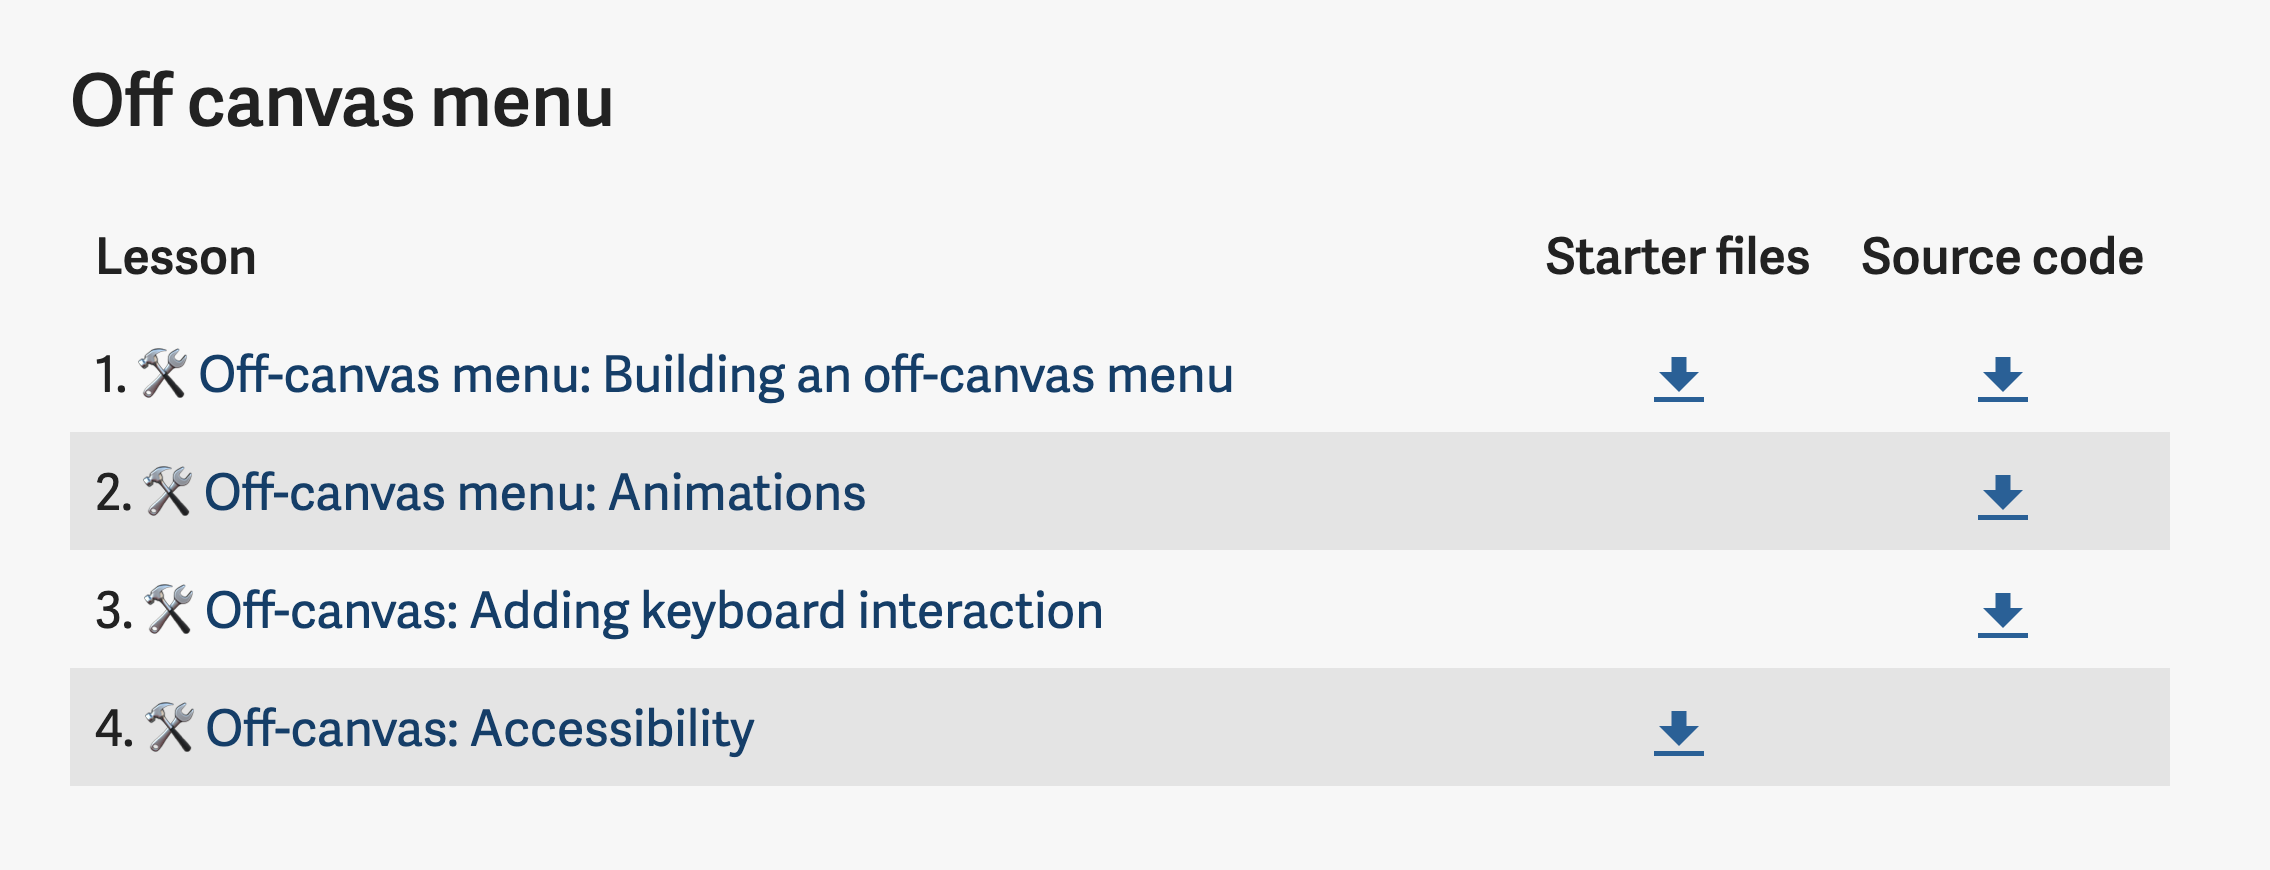 Off canvas menu
Lesson Starter files Source code
1. 🛠 Off-canvas menu: Building an off-canvas menu
2. 🛠 Off-canvas menu: Animations
3. 🛠 Off-canvas: Adding keyboard interaction
4. 🛠 Off-canvas: Accessibility